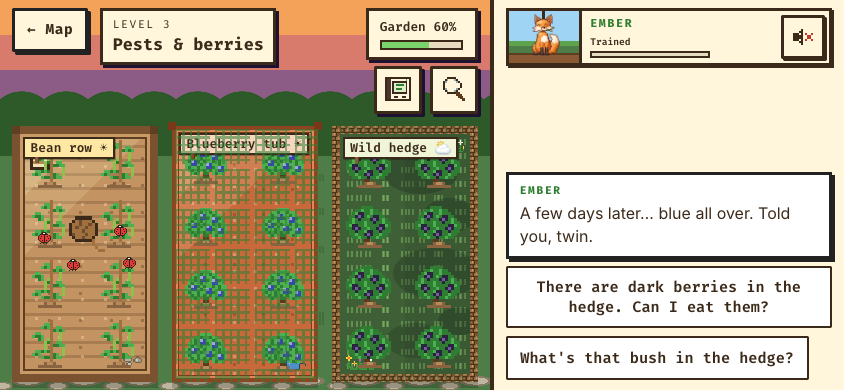 ← Map
LEVEL 3
Pests & berries
Garden 60%
Bean row ☀
Blueberry tub ☀
Wild hedge ⛅
EMBER
Trained
EMBER
A few days later... blue all over. Told
you, twin.
There are dark berries in the
hedge. Can I eat them?
What's that bush in the hedge?